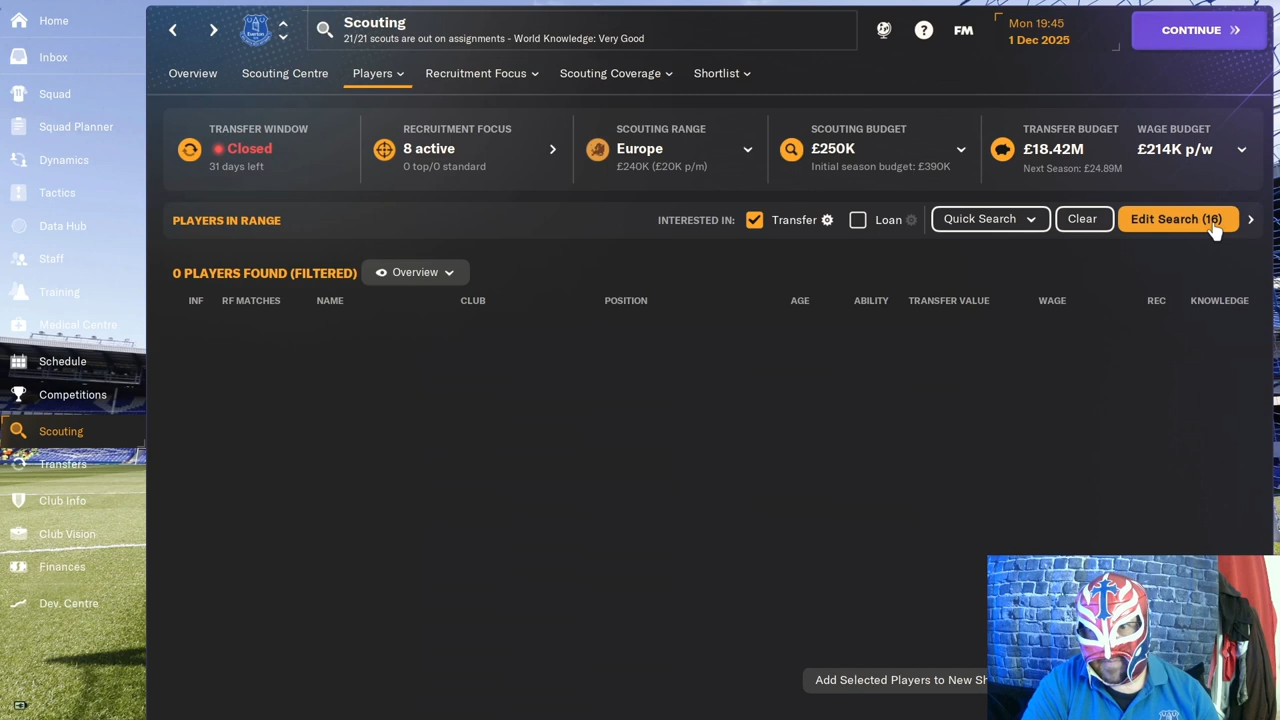 Home
Inbox
Squad
Squad Planner
Dynamics
Tactics
Data Hub
Staff
Training
Medical Centre
Schedule
Competitions
Scouting
Transfers
Club Info
Club Vision
Finances
Dev. Centre
Everton
Scouting
21/21 scouts are out on assignments - World Knowledge: Very Good
?
FM
Mon 19:45
1 Dec 2025
CONTINUE
Overview
Scouting Centre
Players
Recruitment Focus
Scouting Coverage
Shortlist
TRANSFER WINDOW
Closed
31 days left
RECRUITMENT FOCUS
8 active
0 top/0 standard
SCOUTING RANGE
Europe
£240K (£20K p/m)
SCOUTING BUDGET
£250K
Initial season budget: £390K
TRANSFER BUDGET
£18.42M
Next Season: £24.89M
WAGE BUDGET
£214K p/w
PLAYERS IN RANGE
INTERESTED IN:
Transfer
Loan
Quick Search
Clear
Edit Search (16)
0 PLAYERS FOUND (FILTERED)
Overview
INF RF MATCHES NAME CLUB POSITION AGE ABILITY TRANSFER VALUE WAGE REC KNOWLEDGE
Add Selected Players to New Sh